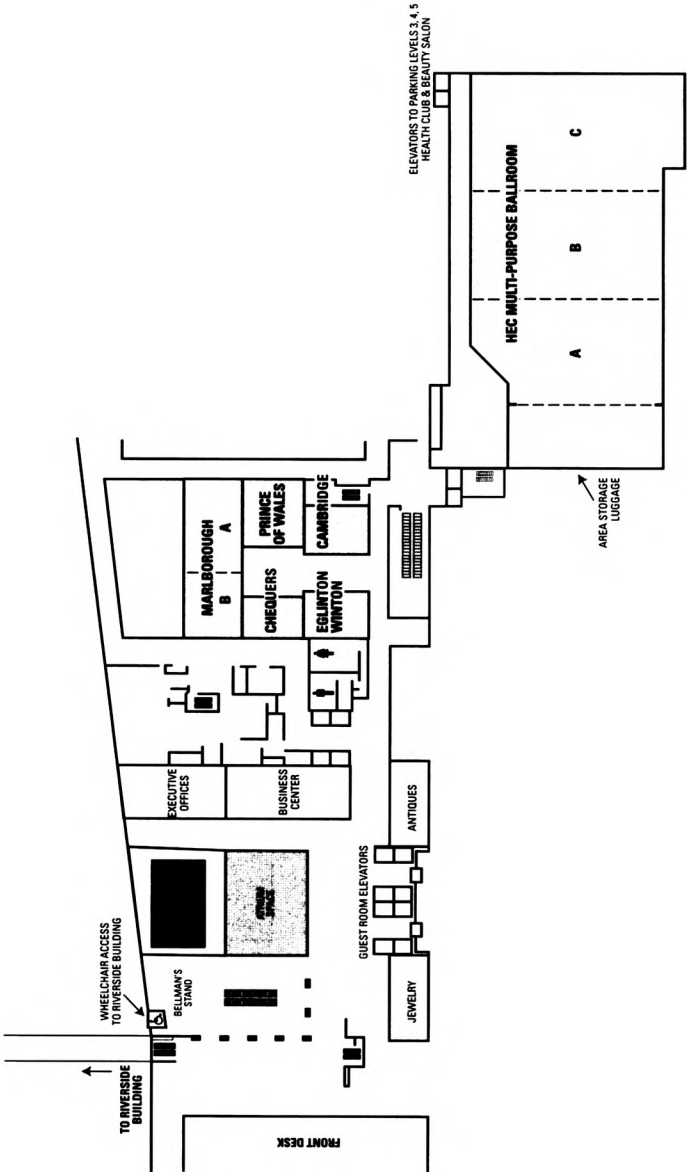 ELEVATORS TO PARKING LEVELS 3, 4, 5
HEALTH CLUB & BEAUTY SALON
HEC MULTI-PURPOSE BALLROOM
A
B
C
AREA STORAGE
LUGGAGE
MARLBOROUGH
B
A
PRINCE
OF WALES
CHEQUERS
CAMBRIDGE
EGLINTON
WINTON
EXECUTIVE
OFFICES
BUSINESS
CENTER
ANTIQUES
ATRIUM
SPACE
GUEST ROOM ELEVATORS
JEWELRY
WHEELCHAIR ACCESS
TO RIVERSIDE BUILDING
BELLMAN'S
STAND
TO RIVERSIDE
BUILDING
FRONT DESK